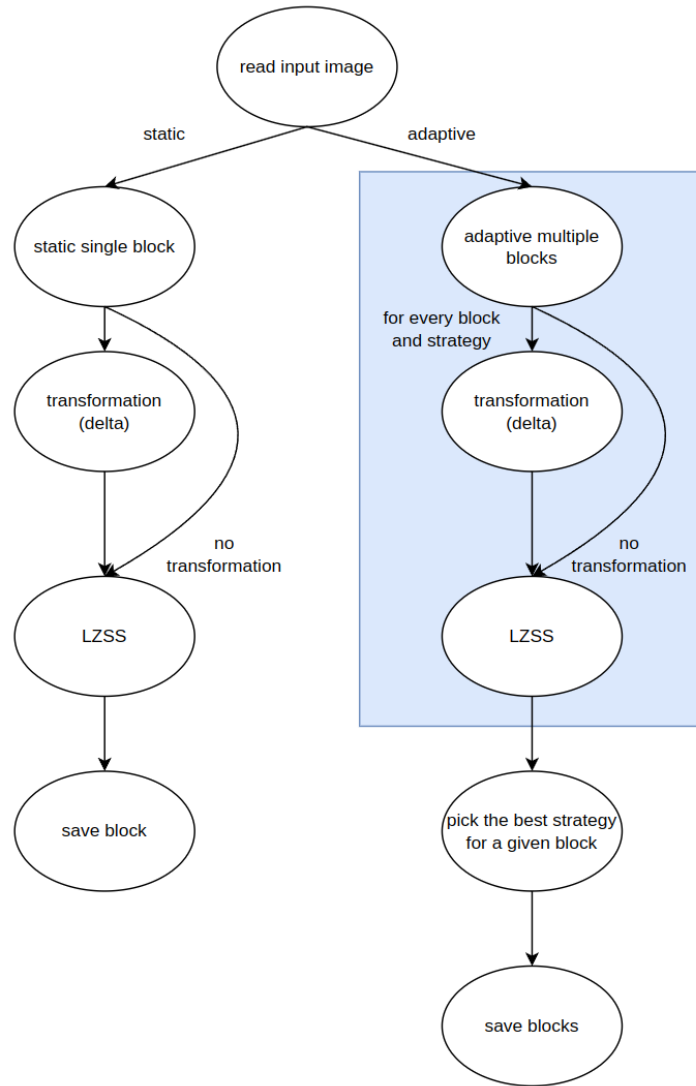 read input image
static
adaptive
static single block
adaptive multiple
blocks
for every block
and strategy
transformation
(delta)
transformation
(delta)
no
transformation
no
transformation
LZSS
LZSS
save block
pick the best strategy
for a given block
save blocks